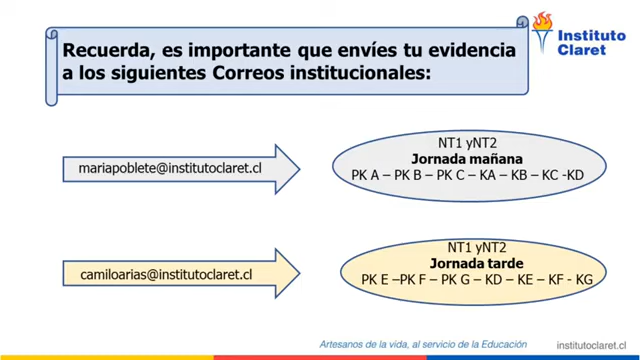 Recuerda, es importante que envíes tu evidencia
a los siguientes Correos institucionales:
Instituto
Claret
mariapoblete@institutoclaret.cl
NT1 yNT2
Jornada mañana
PK A – PK B – PK C – KA – KB – KC -KD
camiloarias@institutoclaret.cl
NT1 yNT2
Jornada tarde
PK E –PK F – PK G – KD – KE – KF - KG
Artesanos de la vida, al servicio de la Educación
institutoclaret.cl